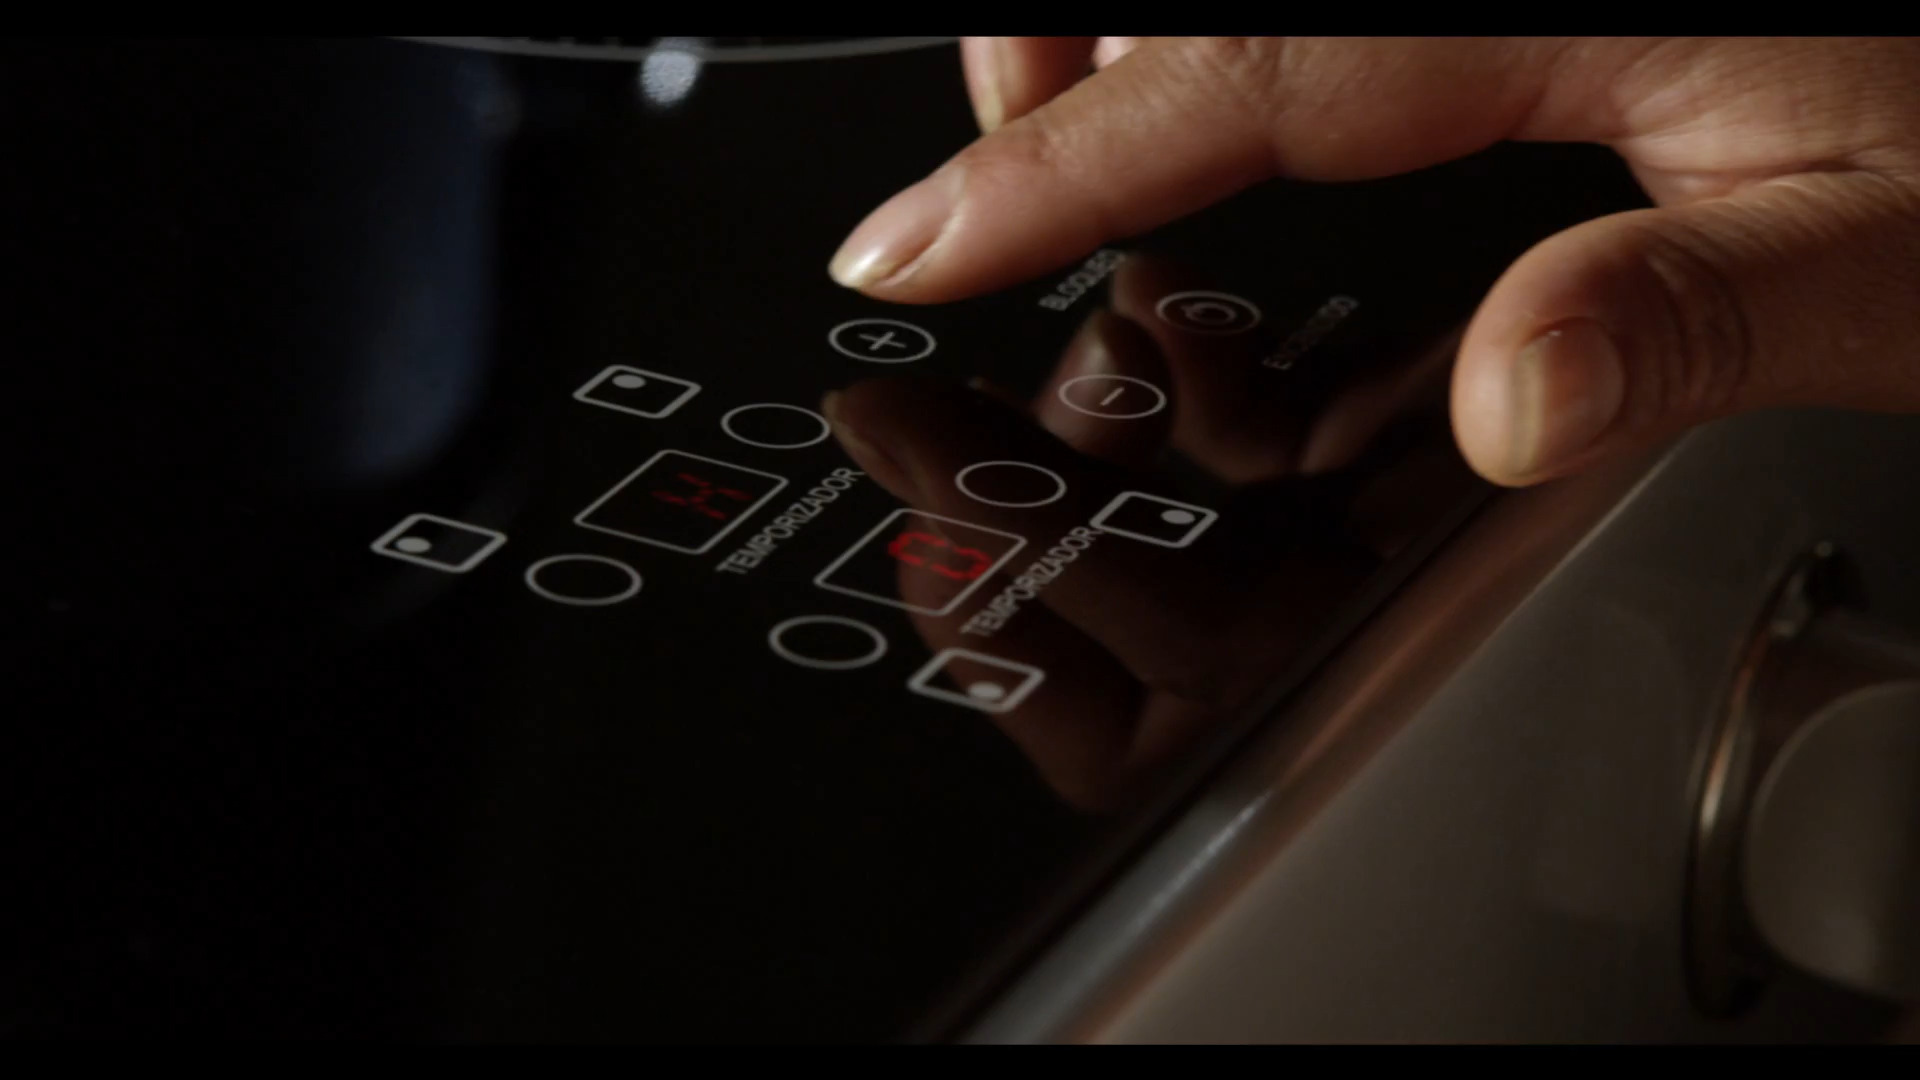 BLOQUEO
+
ENCENDIDO
−
TEMPORIZADOR
TEMPORIZADOR